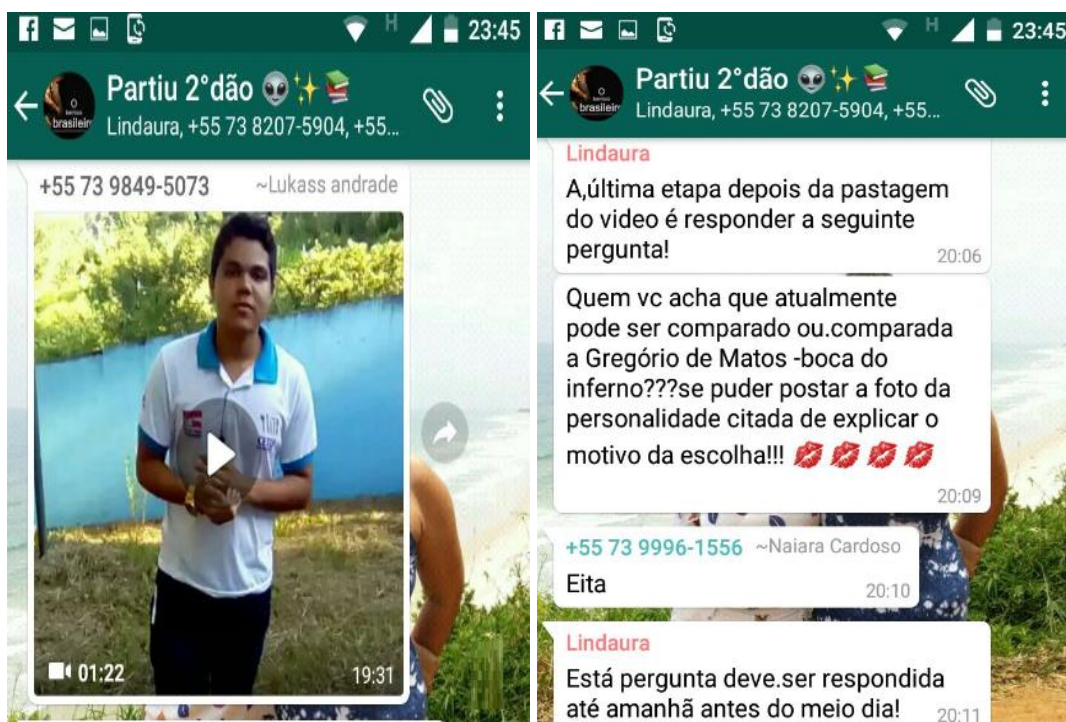 23:45
Partiu 2°dão 👽✨📚
Lindaura, +55 73 8207-5904, +55...
+55 73 9849-5073 ~Lukass andrade
01:22 19:31
H 23:45
Partiu 2°dão 👽✨📚
Lindaura, +55 73 8207-5904, +55...
Lindaura
A,última etapa depois da pastagem
do video é responder a seguinte
pergunta! 20:06
Quem vc acha que atualmente
pode ser comparado ou.comparada
a Gregório de Matos -boca do
inferno???se puder postar a foto da
personalidade citada de explicar o
motivo da escolha!!! 💋💋💋💋
20:09
+55 73 9996-1556 ~Naiara Cardoso
Eita 20:10
Lindaura
Está pergunta deve.ser respondida
até amanhã antes do meio dia! 20:11